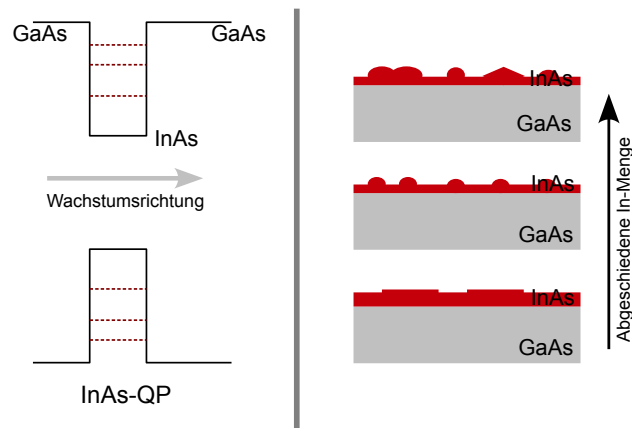 GaAs
GaAs
InAs
Wachstumsrichtung
InAs-QP
InAs
GaAs
InAs
GaAs
InAs
GaAs
Abgeschiedene In-Menge